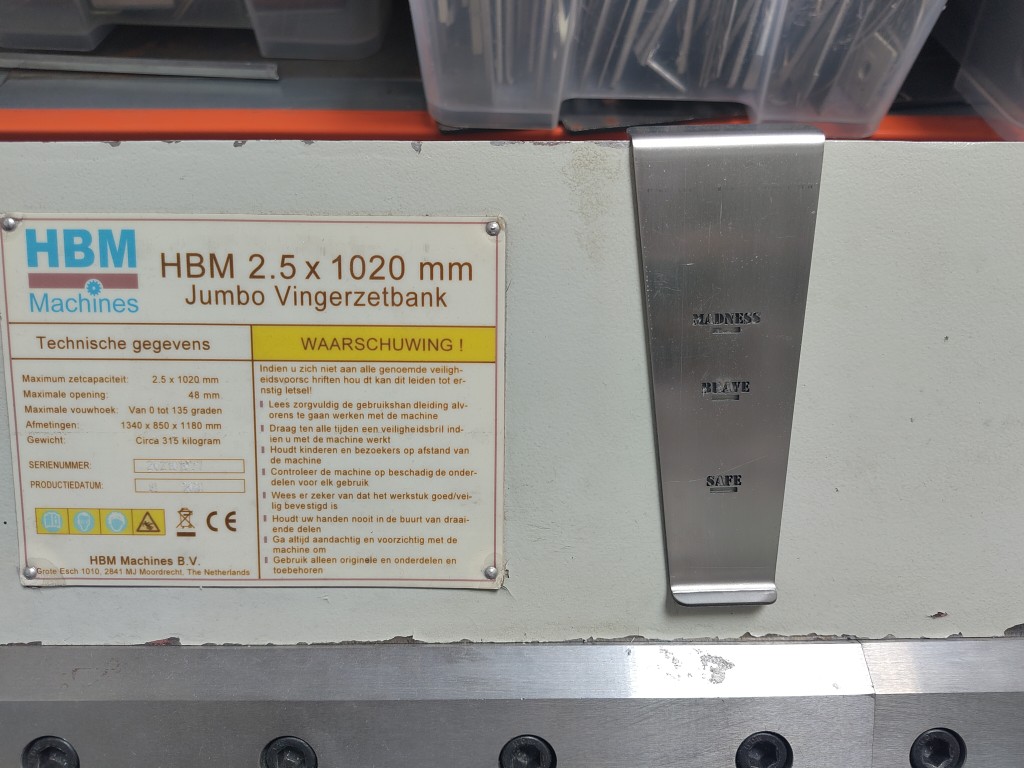 HBM
Machines
HBM 2.5 x 1020 mm
Jumbo Vingerzetbank
Technische gegevens
Maximum zetcapaciteit: 2.5 x 1020 mm
Maximale opening: 48 mm
Maximale vouwhoek: Van 0 tot 135 graden
Afmetingen: 1340 x 850 x 1180 mm
Gewicht: Circa 315 kilogram
SERIENUMMER:
PRODUCTIEDATUM:
CE
HBM Machines B.V.
Grote Esch 1010, 2841 MJ Moordrecht, The Netherlands
WAARSCHUWING !
Indien u zich niet aan alle genoemde veiligh-
eidsvoorsc hriften hou dt kan dit leiden tot er-
nstig letsel!
Lees zorgvuldig de gebruikshan dleiding alv-
orens te gaan werken met de machine
Draag ten alle tijden een veiligheidsbril ind-
ien u met de machine werkt
Houdt kinderen en bezoekers op afstand van
de machine
Controleer de machine op beschadig de onder-
delen voor elk gebruik
Wees er zeker van dat het werkstuk goed/vei-
lig bevestigd is
Houdt uw handen nooit in de buurt van draai-
ende delen
Ga altijd aandachtig en voorzichtig met de
machine om
Gebruik alleen originele en onderdelen en
toebehoren
MADNESS
BRAVE
SAFE